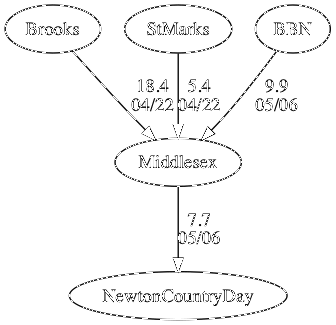 Brooks
StMarks
BBN
18.4
04/22
5.4
04/22
9.9
05/06
Middlesex
7.7
05/06
NewtonCountryDay